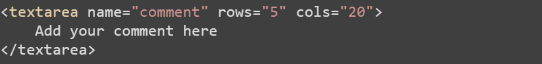 <textarea name="comment" rows="5" cols="20">
    Add your comment here
</textarea>